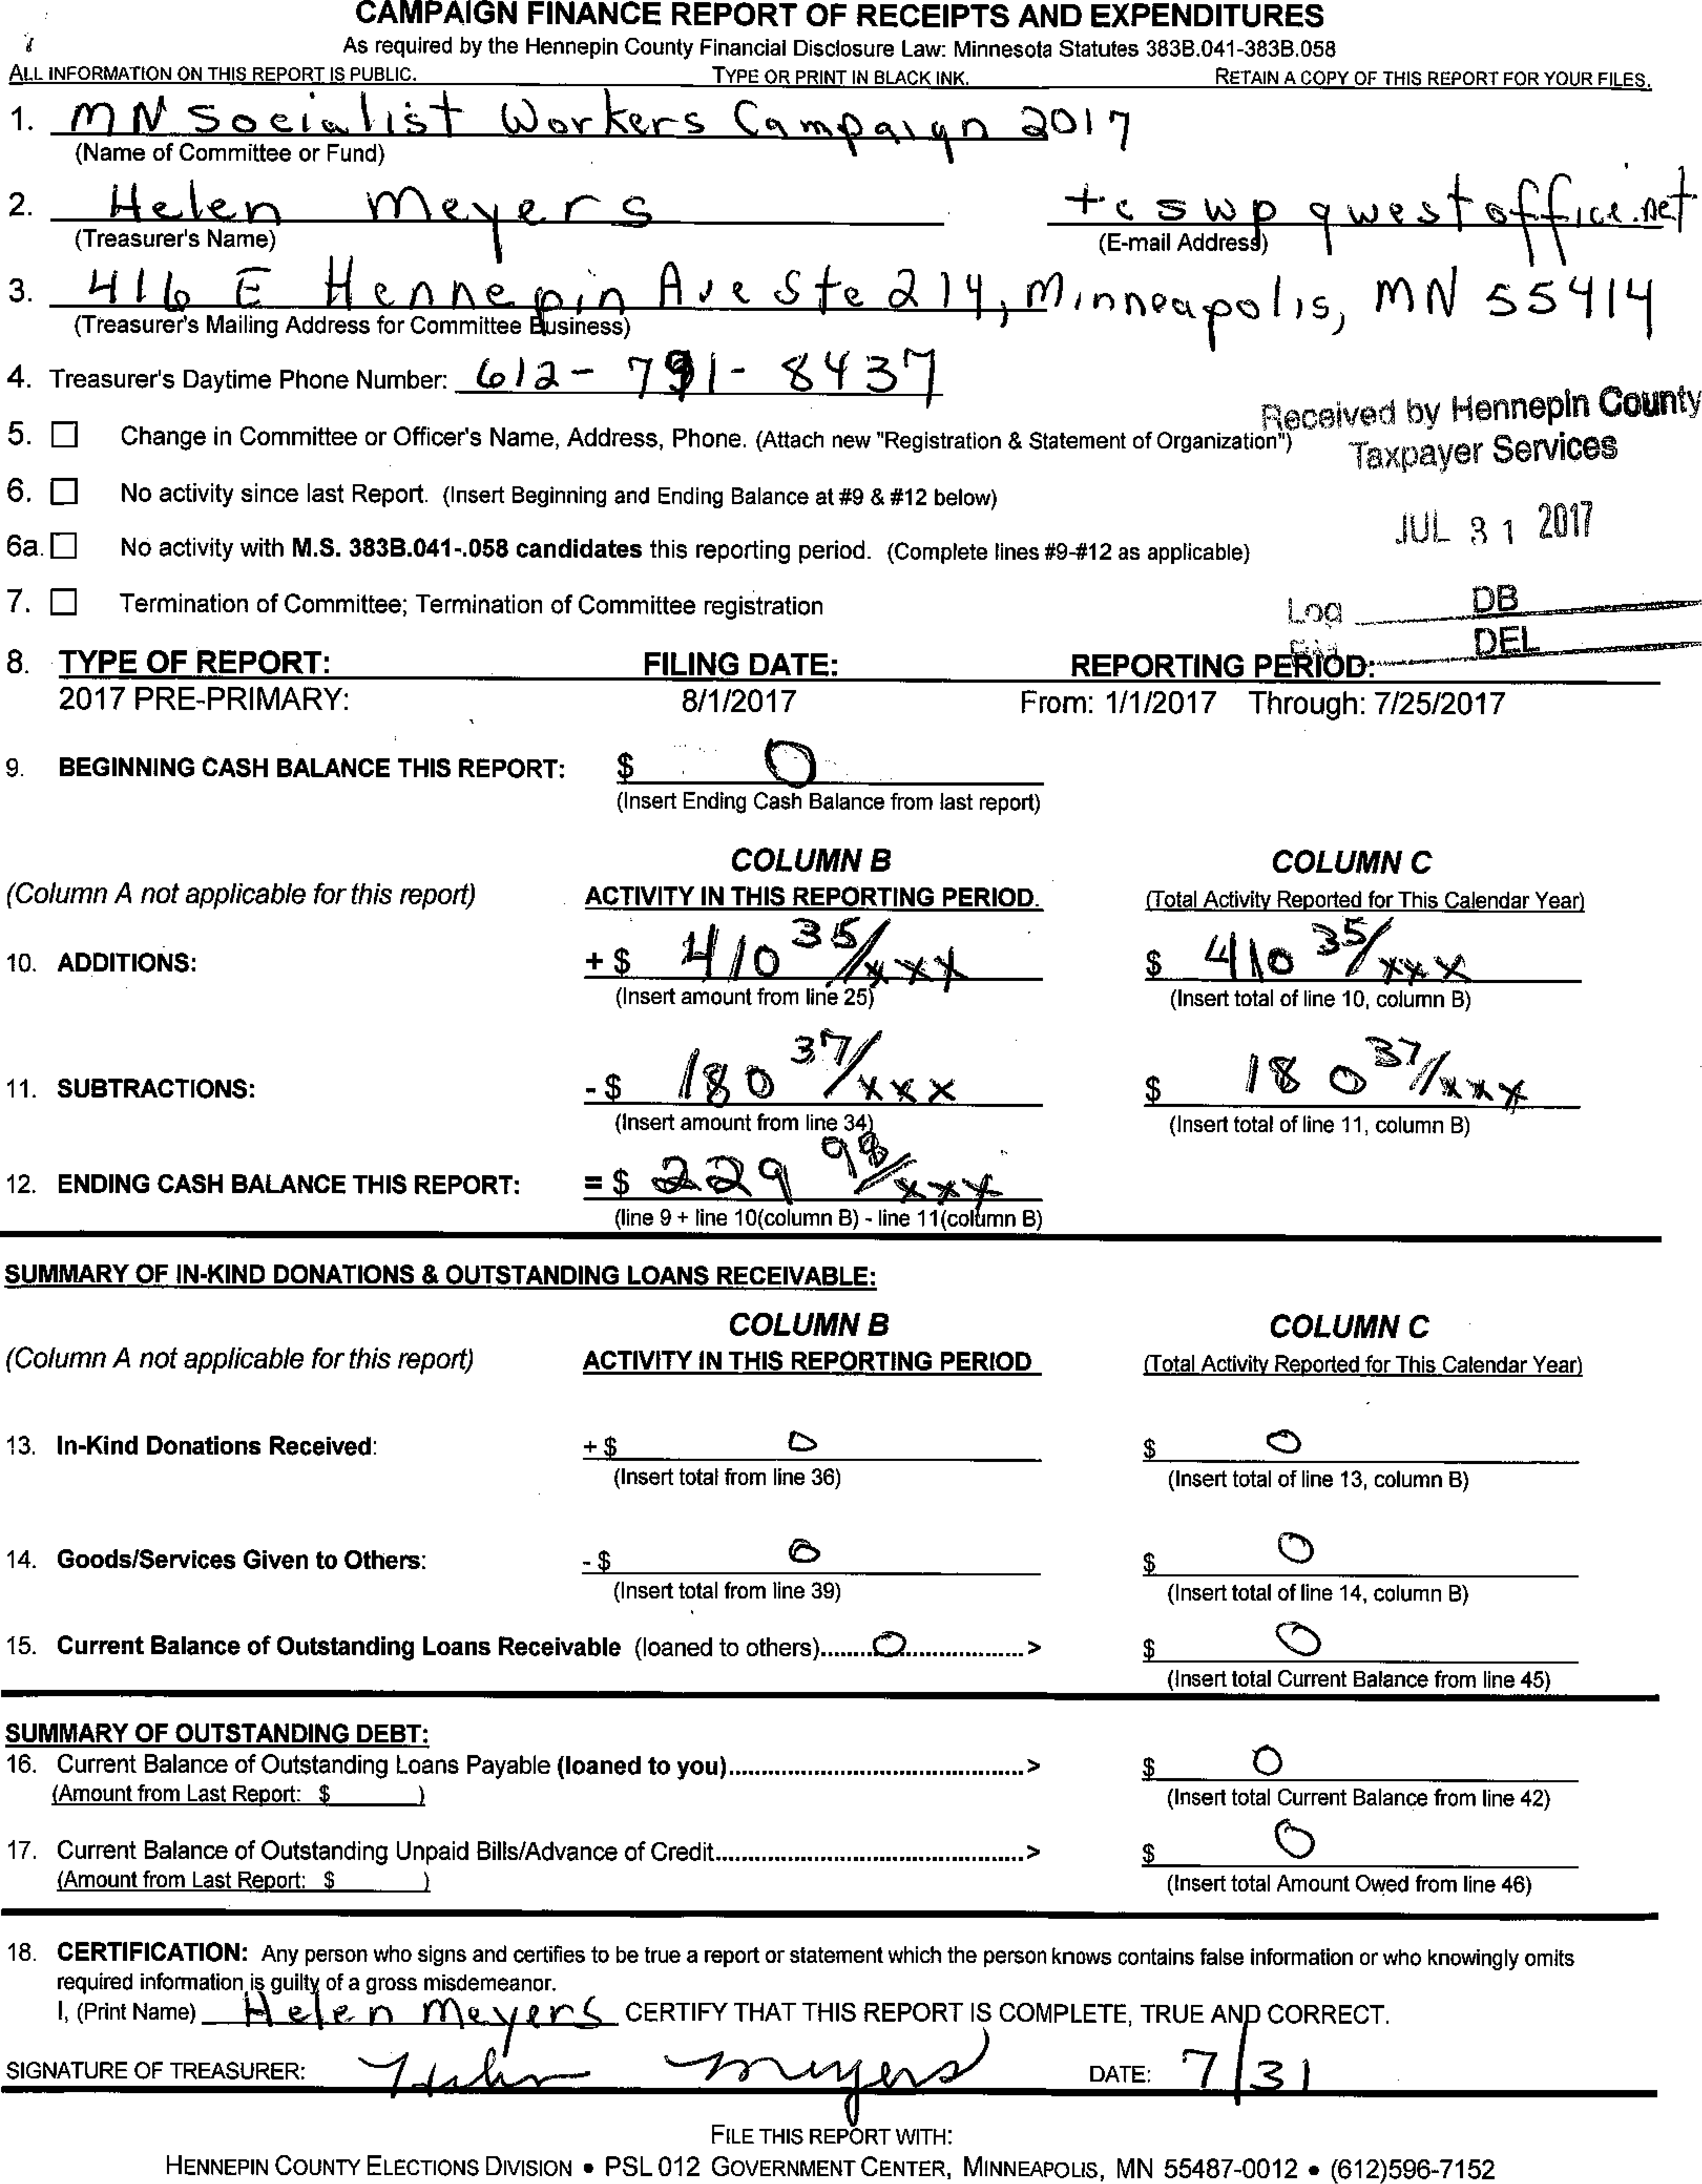 CAMPAIGN FINANCE REPORT OF RECEIPTS AND EXPENDITURES
As required by the Hennepin County Financial Disclosure Law: Minnesota Statutes 383B.041-383B.058
ALL INFORMATION ON THIS REPORT IS PUBLIC. TYPE OR PRINT IN BLACK INK. RETAIN A COPY OF THIS REPORT FOR YOUR FILES.
1. MN Socialist Workers Campaign 2017
(Name of Committee or Fund)
2. Helen Meyers tcswp qwestoffice.net
(Treasurer's Name) (E-mail Address)
3. 416 E Hennepin Ave Ste 214, Minneapolis, MN 55414
(Treasurer's Mailing Address for Committee Business)
4. Treasurer's Daytime Phone Number: 612- 791- 8437
Received by Hennepin County
5. ☐ Change in Committee or Officer's Name, Address, Phone. (Attach new "Registration & Statement of Organization")
Taxpayer Services
6. ☐ No activity since last Report. (Insert Beginning and Ending Balance at #9 & #12 below)
JUL 31 2017
6a. ☐ No activity with M.S. 383B.041-.058 candidates this reporting period. (Complete lines #9-#12 as applicable)
7. ☐ Termination of Committee; Termination of Committee registration
Log DB
DEL
8. TYPE OF REPORT: FILING DATE: REPORTING PERIOD:
2017 PRE-PRIMARY: 8/1/2017 From: 1/1/2017 Through: 7/25/2017
9. BEGINNING CASH BALANCE THIS REPORT: $ 0
(Insert Ending Cash Balance from last report)
COLUMN B COLUMN C
(Column A not applicable for this report) ACTIVITY IN THIS REPORTING PERIOD. (Total Activity Reported for This Calendar Year)
10. ADDITIONS: + $ 410 35/xxx $ 410 35/xxx
(Insert amount from line 25) (Insert total of line 10, column B)
11. SUBTRACTIONS: - $ 180 37/xxx $ 180 37/xxx
(Insert amount from line 34) (Insert total of line 11, column B)
12. ENDING CASH BALANCE THIS REPORT: = $ 229 98/xxx
(line 9 + line 10(column B) - line 11(column B)
SUMMARY OF IN-KIND DONATIONS & OUTSTANDING LOANS RECEIVABLE:
COLUMN B COLUMN C
(Column A not applicable for this report) ACTIVITY IN THIS REPORTING PERIOD (Total Activity Reported for This Calendar Year)
13. In-Kind Donations Received: + $ 0 $ 0
(Insert total from line 36) (Insert total of line 13, column B)
14. Goods/Services Given to Others: - $ 0 $ 0
(Insert total from line 39) (Insert total of line 14, column B)
15. Current Balance of Outstanding Loans Receivable (loaned to others)........0...................> $ 0
(Insert total Current Balance from line 45)
SUMMARY OF OUTSTANDING DEBT:
16. Current Balance of Outstanding Loans Payable (loaned to you)............................................> $ 0
(Amount from Last Report: $ ) (Insert total Current Balance from line 42)
17. Current Balance of Outstanding Unpaid Bills/Advance of Credit..............................................> $ 0
(Amount from Last Report: $ ) (Insert total Amount Owed from line 46)
18. CERTIFICATION: Any person who signs and certifies to be true a report or statement which the person knows contains false information or who knowingly omits
required information is guilty of a gross misdemeanor.
I, (Print Name) Helen Meyers CERTIFY THAT THIS REPORT IS COMPLETE, TRUE AND CORRECT.
SIGNATURE OF TREASURER: Helen Meyers DATE: 7/31
FILE THIS REPORT WITH:
HENNEPIN COUNTY ELECTIONS DIVISION • PSL 012 GOVERNMENT CENTER, MINNEAPOLIS, MN 55487-0012 • (612)596-7152